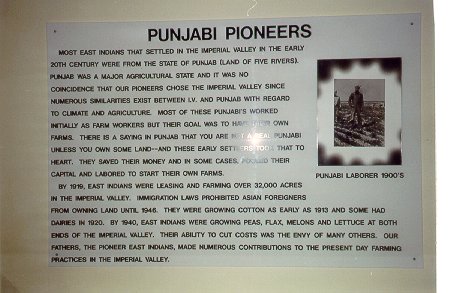 PUNJABI PIONEERS
MOST EAST INDIANS THAT SETTLED IN THE IMPERIAL VALLEY IN THE EARLY
20TH CENTURY WERE FROM THE STATE OF PUNJAB (LAND OF FIVE RIVERS).
PUNJAB WAS A MAJOR AGRICULTURAL STATE AND IT WAS NO
COINCIDENCE THAT OUR PIONEERS CHOSE THE IMPERIAL VALLEY SINCE
NUMEROUS SIMILARITIES EXIST BETWEEN I.V. AND PUNJAB WITH REGARD
TO CLIMATE AND AGRICULTURE. MOST OF THESE PUNJABI'S WORKED
INITIALLY AS FARM WORKERS BUT THEIR GOAL WAS TO HAVE THEIR OWN
FARMS. THERE IS A SAYING IN PUNJAB THAT YOU ARE NOT A REAL PUNJABI
UNLESS YOU OWN SOME LAND--AND THESE EARLY SETTLERS TOOK THAT TO
HEART. THEY SAVED THEIR MONEY AND IN SOME CASES, POOLED THEIR
CAPITAL AND LABORED TO START THEIR OWN FARMS.
BY 1919, EAST INDIANS WERE LEASING AND FARMING OVER 32,000 ACRES
IN THE IMPERIAL VALLEY. IMMIGRATION LAWS PROHIBITED ASIAN FOREIGNERS
FROM OWNING LAND UNTIL 1946. THEY WERE GROWING COTTON AS EARLY AS 1913 AND SOME HAD
DAIRIES IN 1920. BY 1940, EAST INDIANS WERE GROWING PEAS, FLAX, MELONS AND LETTUCE AT BOTH
ENDS OF THE IMPERIAL VALLEY. THEIR ABILITY TO CUT COSTS WAS THE ENVY OF MANY OTHERS. OUR
FATHERS, THE PIONEER EAST INDIANS, MADE NUMEROUS CONTRIBUTIONS TO THE PRESENT DAY FARMING
PRACTICES IN THE IMPERIAL VALLEY.
PUNJABI LABORER 1900'S